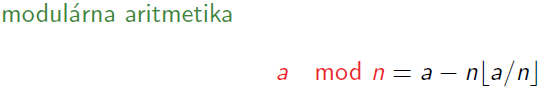 modulárna aritmetika
a mod n = a − n⌊a/n⌋